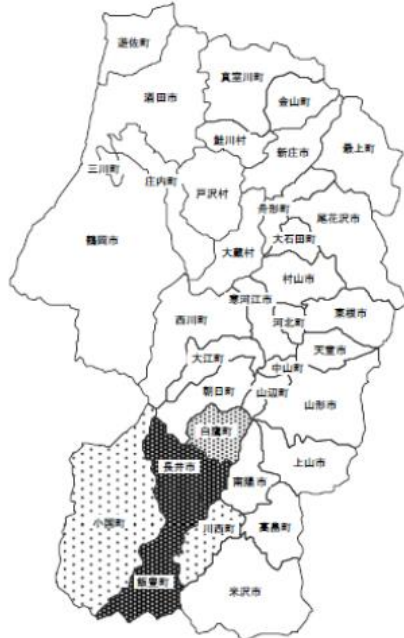 遊佐町
酒田市
真室川町
金山町
鮭川村
新庄市
最上町
三川町
庄内町
戸沢村
舟形町
尾花沢市
鶴岡市
大蔵村
大石田町
村山市
寒河江市
西川町
河北町
東根市
大江町
天童市
中山町
朝日町
山辺町
山形市
白鷹町
長井市
上山市
南陽市
小国町
川西町
高畠町
飯豊町
米沢市